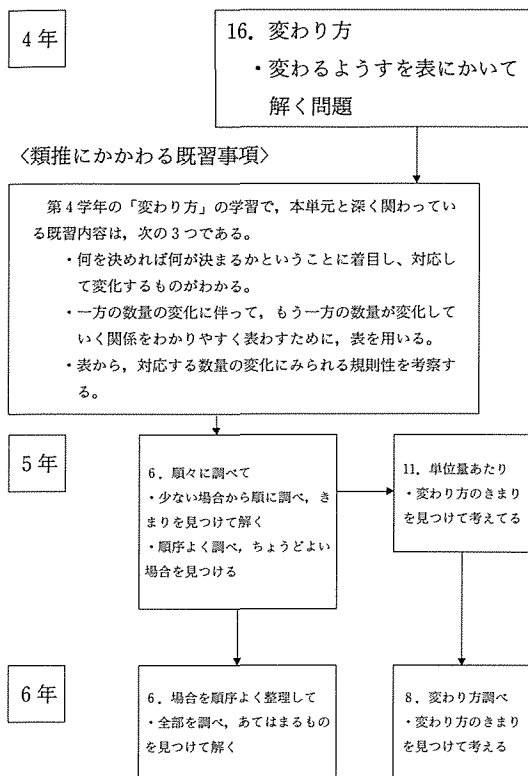 4年
16. 変わり方
・変わるようすを表にかいて
解く問題
〈類推にかかわる既習事項〉
第4学年の「変わり方」の学習で，本単元と深く関わってい
る既習内容は，次の3つである。
・何を決めれば何が決まるかということに着目し、対応し
て変化するものがわかる。
・一方の数量の変化に伴って，もう一方の数量が変化して
いく関係をわかりやすく表わすために，表を用いる。
・表から，対応する数量の変化にみられる規則性を考察す
る。
5年
6. 順々に調べて
・少ない場合から順に調べ，き
まりを見つけて解く
・順序よく調べ，ちょうどよい
場合を見つける
11. 単位量あたり
・変わり方のきまり
を見つけて考えてる
6年
6. 場合を順序よく整理して
・全部を調べ，あてはまるもの
を見つけて解く
8. 変わり方調べ
・変わり方のきまり
を見つけて考える